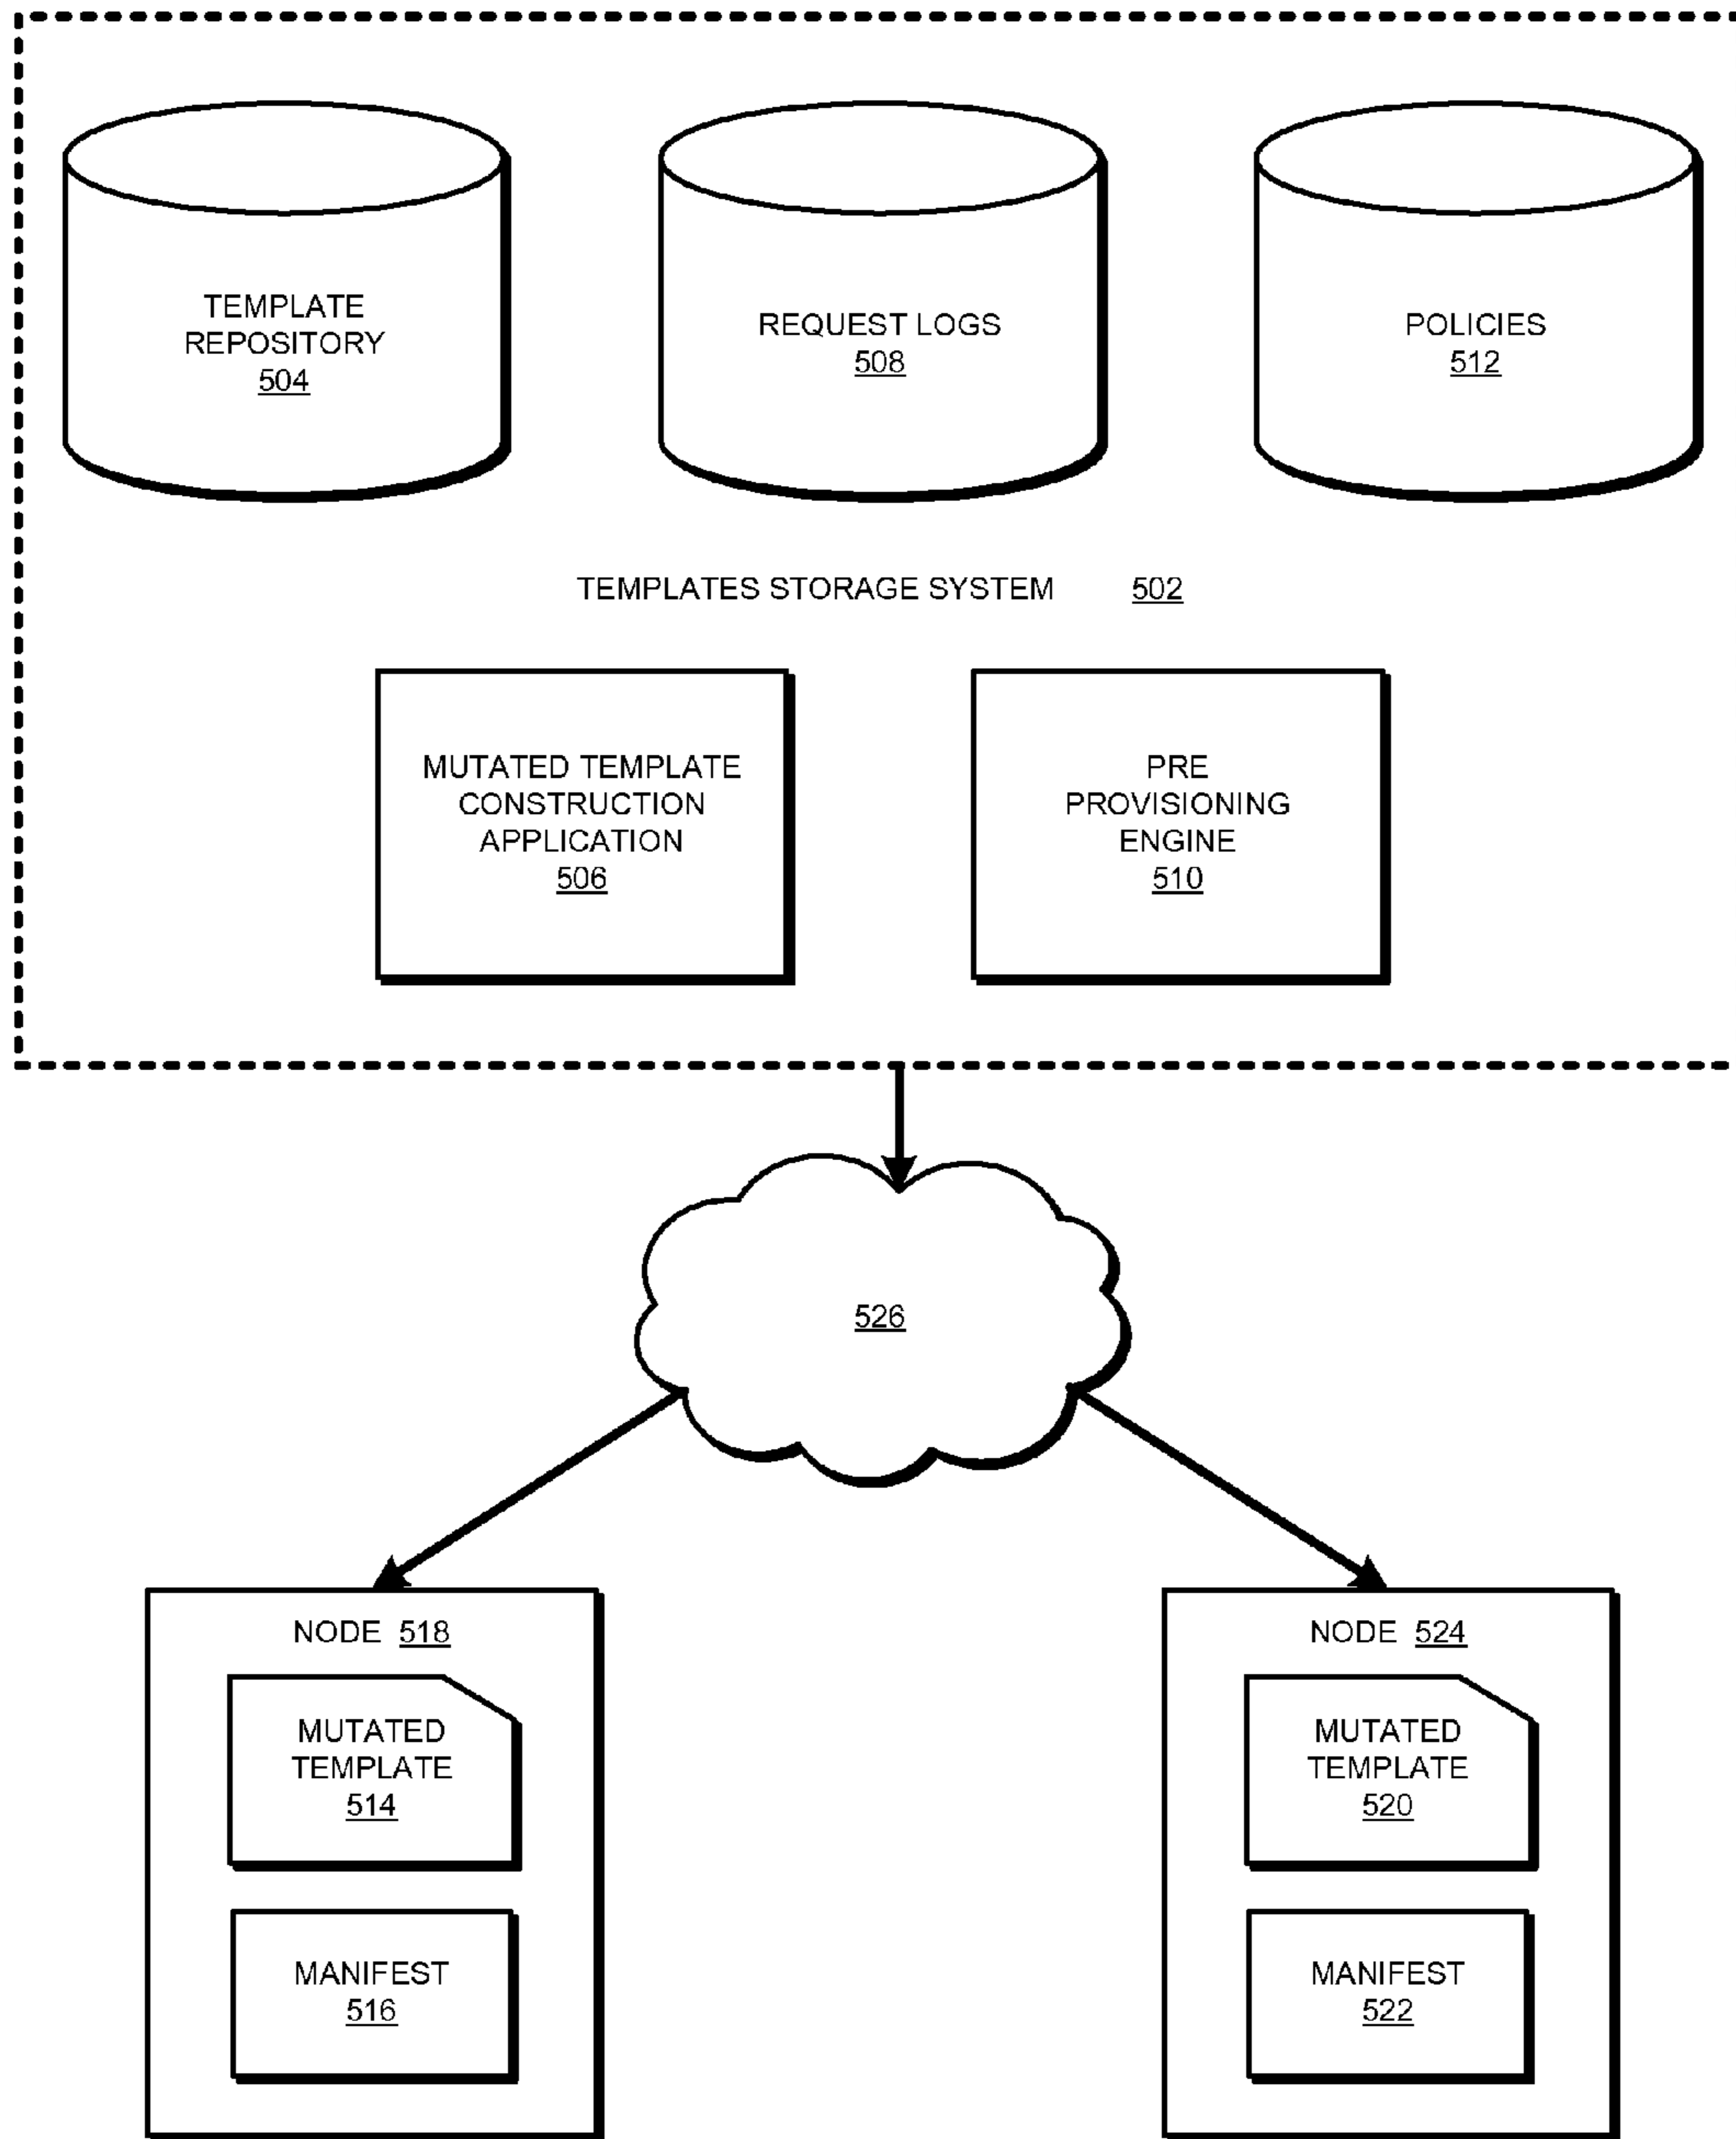 TEMPLATE
REPOSITORY
504
REQUEST LOGS
508
POLICIES
512
TEMPLATES STORAGE SYSTEM 502
MUTATED TEMPLATE
CONSTRUCTION
APPLICATION
506
PRE
PROVISIONING
ENGINE
510
526
NODE 518
MUTATED
TEMPLATE
514
MANIFEST
516
NODE 524
MUTATED
TEMPLATE
520
MANIFEST
522